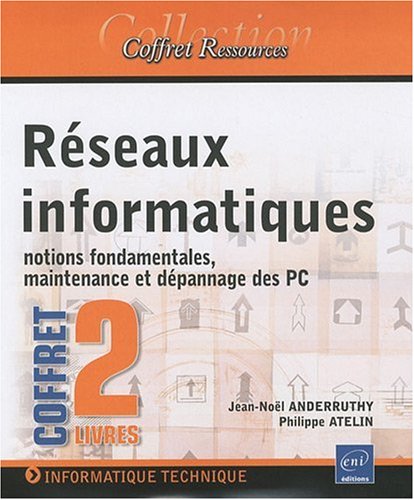 Collection
Coffret Ressources
Réseaux
informatiques
notions fondamentales,
maintenance et dépannage des PC
COFFRET
2
LIVRES
Jean-Noël ANDERRUTHY
Philippe ATELIN
eni
éditions
INFORMATIQUE TECHNIQUE